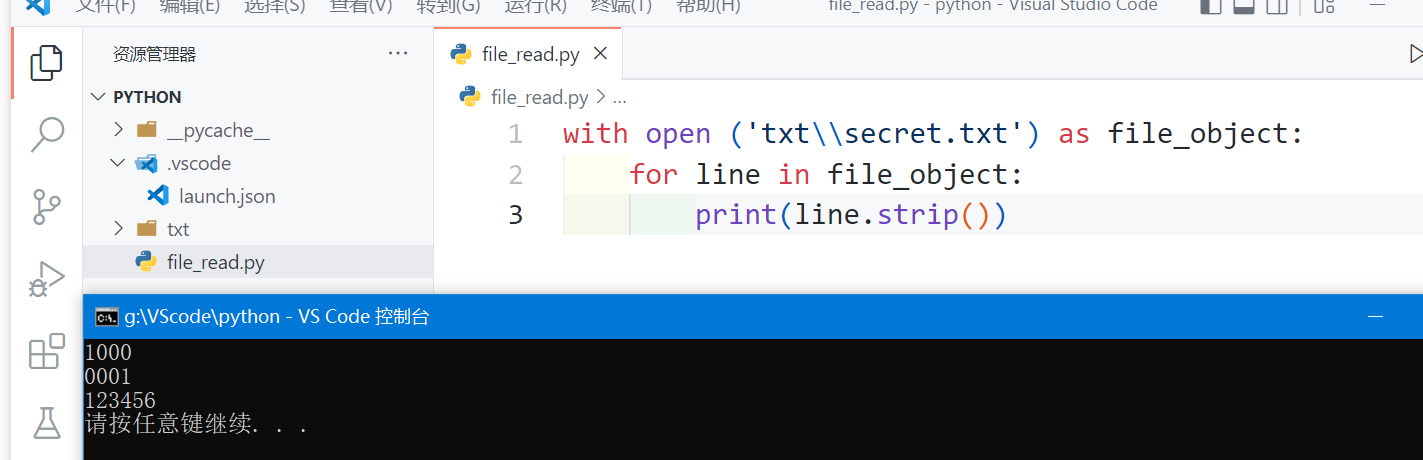 文件(F) 编辑(E) 选择(S) 查看(V) 转到(G) 运行(R) 终端(T) 帮助(H) file_read.py - python - Visual Studio Code
资源管理器 ···
PYTHON
__pycache__
.vscode
launch.json
txt
file_read.py
file_read.py
file_read.py > ...
1 with open ('txt\\secret.txt') as file_object:
2 for line in file_object:
3 print(line.strip())
g:\VScode\python - VS Code 控制台
1000
0001
123456
请按任意键继续. . .